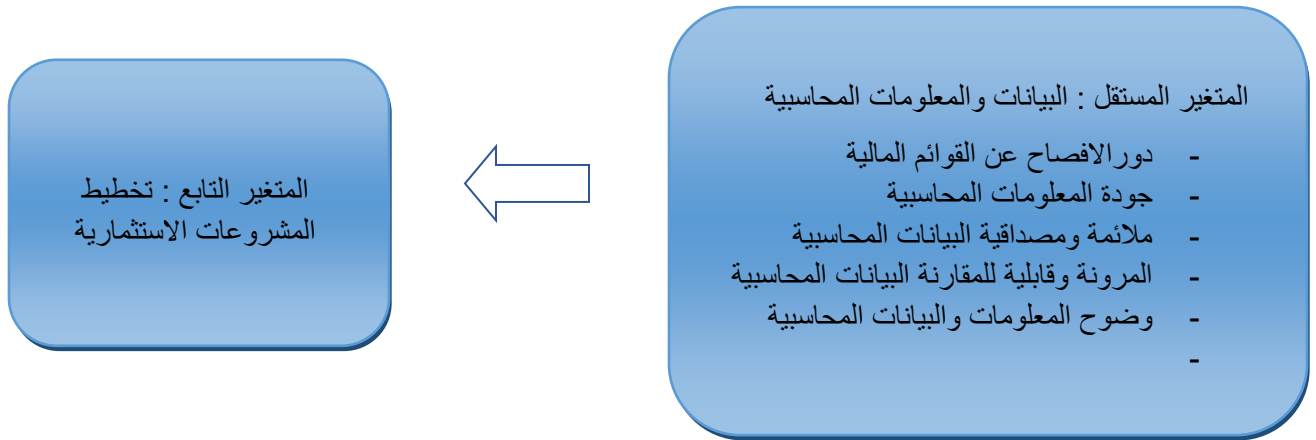 المتغير المستقل : البيانات والمعلومات المحاسبية
- دورالافصاح عن القوائم المالية
- جودة المعلومات المحاسبية
- ملائمة ومصداقية البيانات المحاسبية
- المرونة وقابلية للمقارنة البيانات المحاسبية
- وضوح المعلومات والبيانات المحاسبية
-
المتغير التابع : تخطيط
المشروعات الاستثمارية